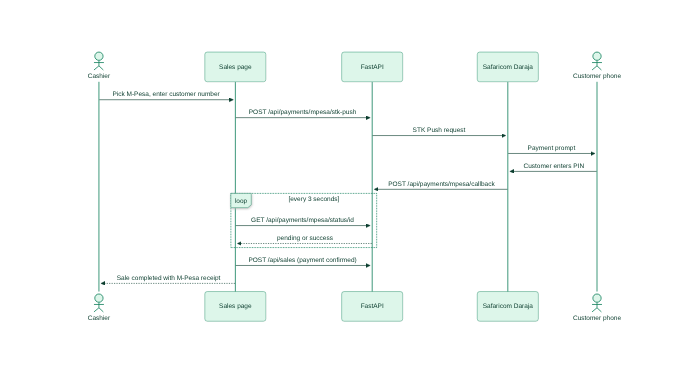 Cashier
Sales page
FastAPI
Safaricom Daraja
Customer phone
Pick M-Pesa, enter customer number
POST /api/payments/mpesa/stk-push
STK Push request
Payment prompt
Customer enters PIN
POST /api/payments/mpesa/callback
loop
[every 3 seconds]
GET /api/payments/mpesa/status/id
pending or success
POST /api/sales (payment confirmed)
Sale completed with M-Pesa receipt
Cashier
Sales page
FastAPI
Safaricom Daraja
Customer phone